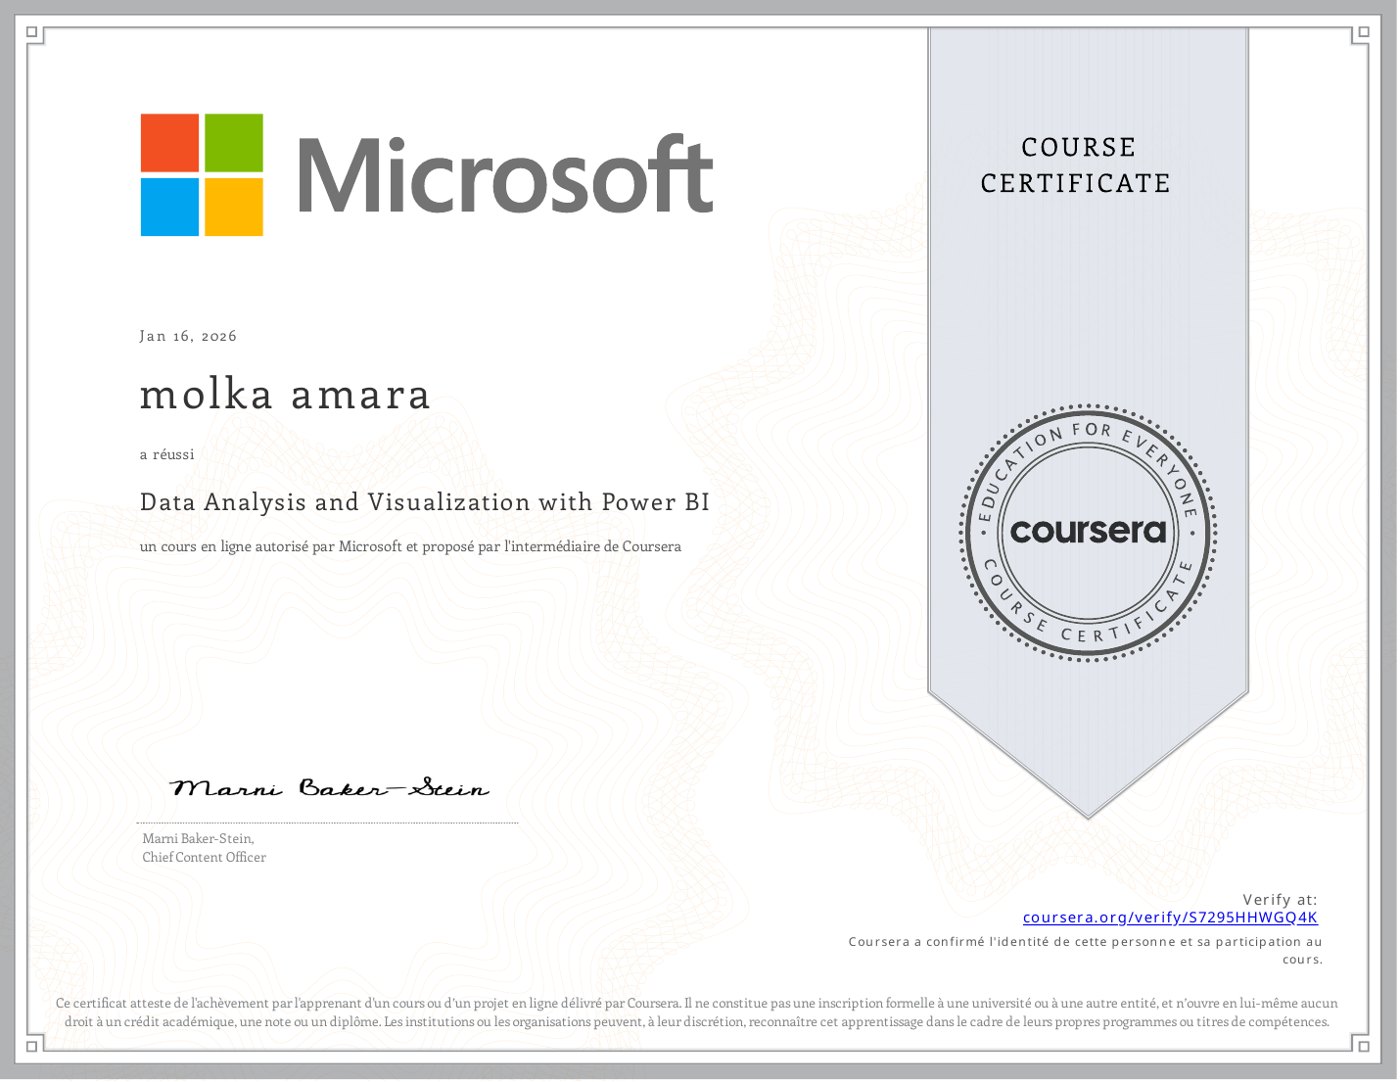 Microsoft
COURSE
CERTIFICATE
Jan 16, 2026
molka amara
a réussi
Data Analysis and Visualization with Power BI
un cours en ligne autorisé par Microsoft et proposé par l'intermédiaire de Coursera
EDUCATION FOR EVERYONE
coursera
COURSE CERTIFICATE
Marni Baker-Stein
Marni Baker-Stein,
Chief Content Officer
Verify at:
coursera.org/verify/S7295HHWGQ4K
Coursera a confirmé l'identité de cette personne et sa participation au
cours.
Ce certificat atteste de l'achèvement par l'apprenant d'un cours ou d'un projet en ligne délivré par Coursera. Il ne constitue pas une inscription formelle à une université ou à une autre entité, et n'ouvre en lui-même aucun
droit à un crédit académique, une note ou un diplôme. Les institutions ou les organisations peuvent, à leur discrétion, reconnaître cet apprentissage dans le cadre de leurs propres programmes ou titres de compétences.